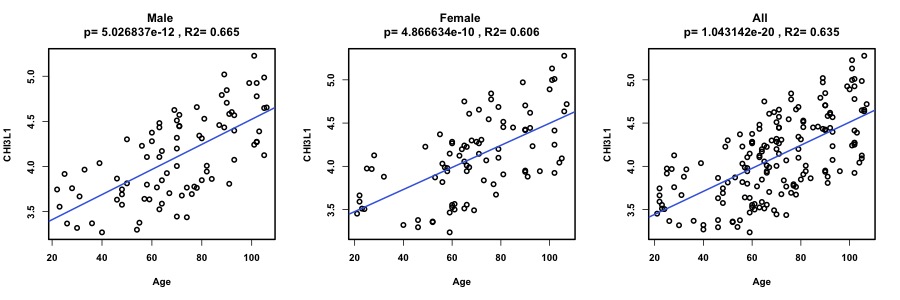 Male
p= 5.026837e-12 , R2= 0.665
CHI3L1
5.0
4.5
4.0
3.5
20 40 60 80 100
Age
Female
p= 4.866634e-10 , R2= 0.606
CHI3L1
5.0
4.5
4.0
3.5
20 40 60 80 100
Age
All
p= 1.043142e-20 , R2= 0.635
CHI3L1
5.0
4.5
4.0
3.5
20 40 60 80 100
Age